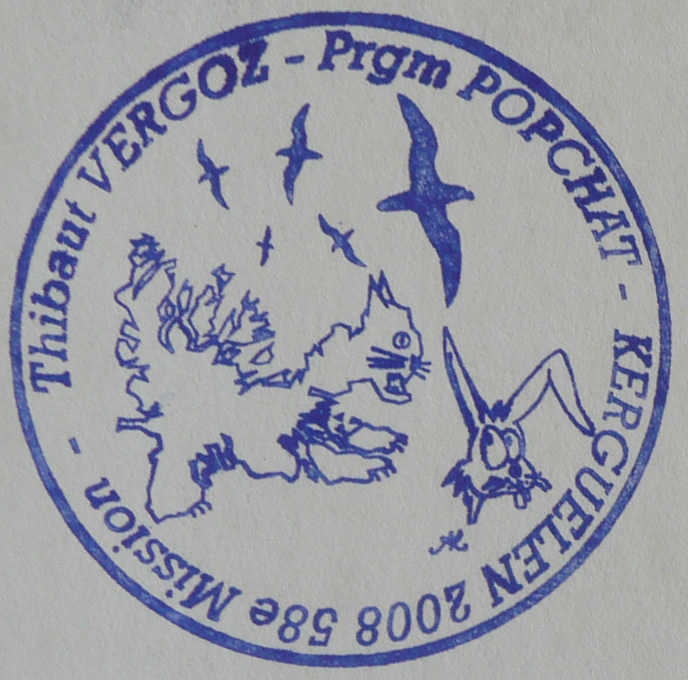 Thibaut VERGOZ - Prgm POPCHAT - KERGUELEN 2008 58e Mission -